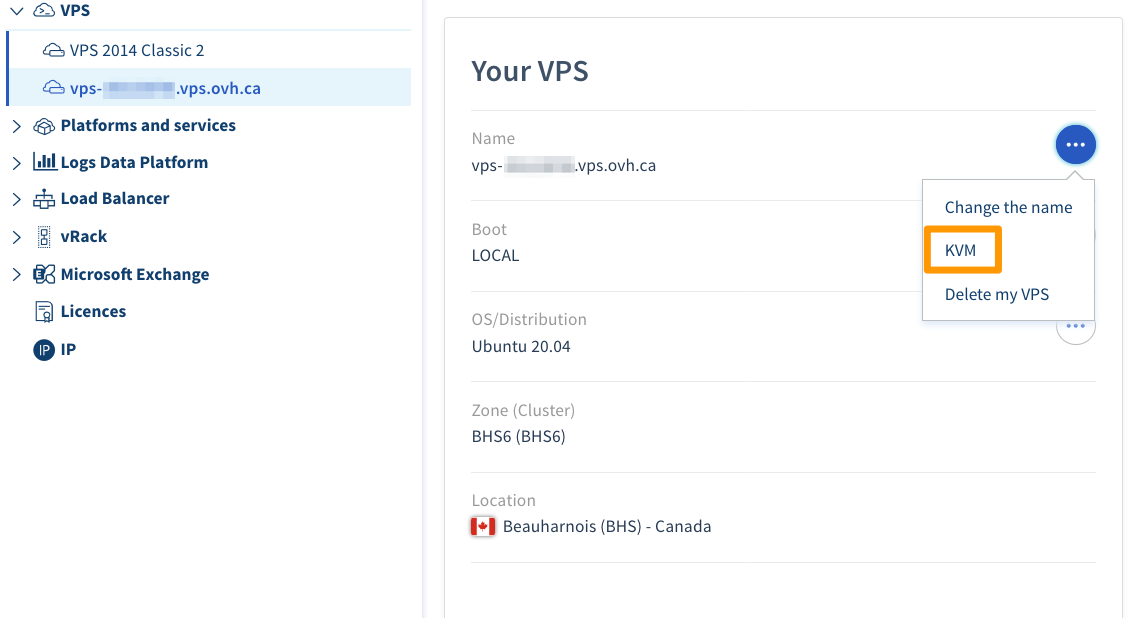 VPS
VPS 2014 Classic 2
vps- .vps.ovh.ca
Platforms and services
Logs Data Platform
Load Balancer
vRack
Microsoft Exchange
Licences
IP IP
Your VPS
Name
vps- .vps.ovh.ca
Change the name
KVM
Delete my VPS
Boot
LOCAL
OS/Distribution
Ubuntu 20.04
Zone (Cluster)
BHS6 (BHS6)
Location
Beauharnois (BHS) - Canada